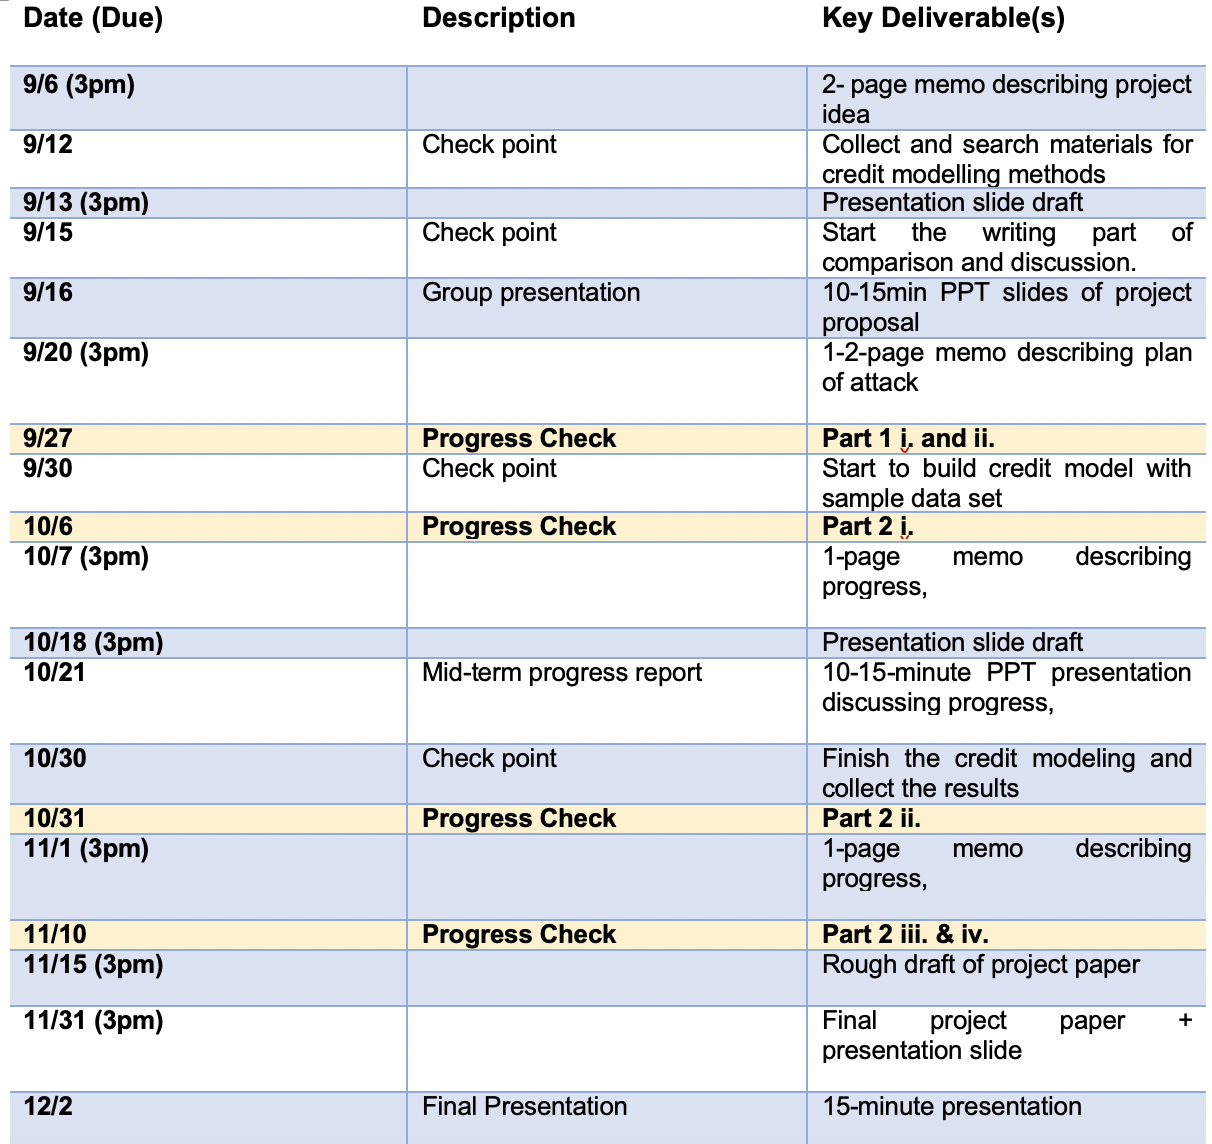 Date (Due) Description Key Deliverable(s)
9/6 (3pm) 2- page memo describing project
idea
9/12 Check point Collect and search materials for
credit modelling methods
9/13 (3pm) Presentation slide draft
9/15 Check point Start the writing part of
comparison and discussion.
9/16 Group presentation 10-15min PPT slides of project
proposal
9/20 (3pm) 1-2-page memo describing plan
of attack
9/27 Progress Check Part 1 i. and ii.
9/30 Check point Start to build credit model with
sample data set
10/6 Progress Check Part 2 i.
10/7 (3pm) 1-page memo describing
progress,
10/18 (3pm) Presentation slide draft
10/21 Mid-term progress report 10-15-minute PPT presentation
discussing progress,
10/30 Check point Finish the credit modeling and
collect the results
10/31 Progress Check Part 2 ii.
11/1 (3pm) 1-page memo describing
progress,
11/10 Progress Check Part 2 iii. & iv.
11/15 (3pm) Rough draft of project paper
11/31 (3pm) Final project paper +
presentation slide
12/2 Final Presentation 15-minute presentation